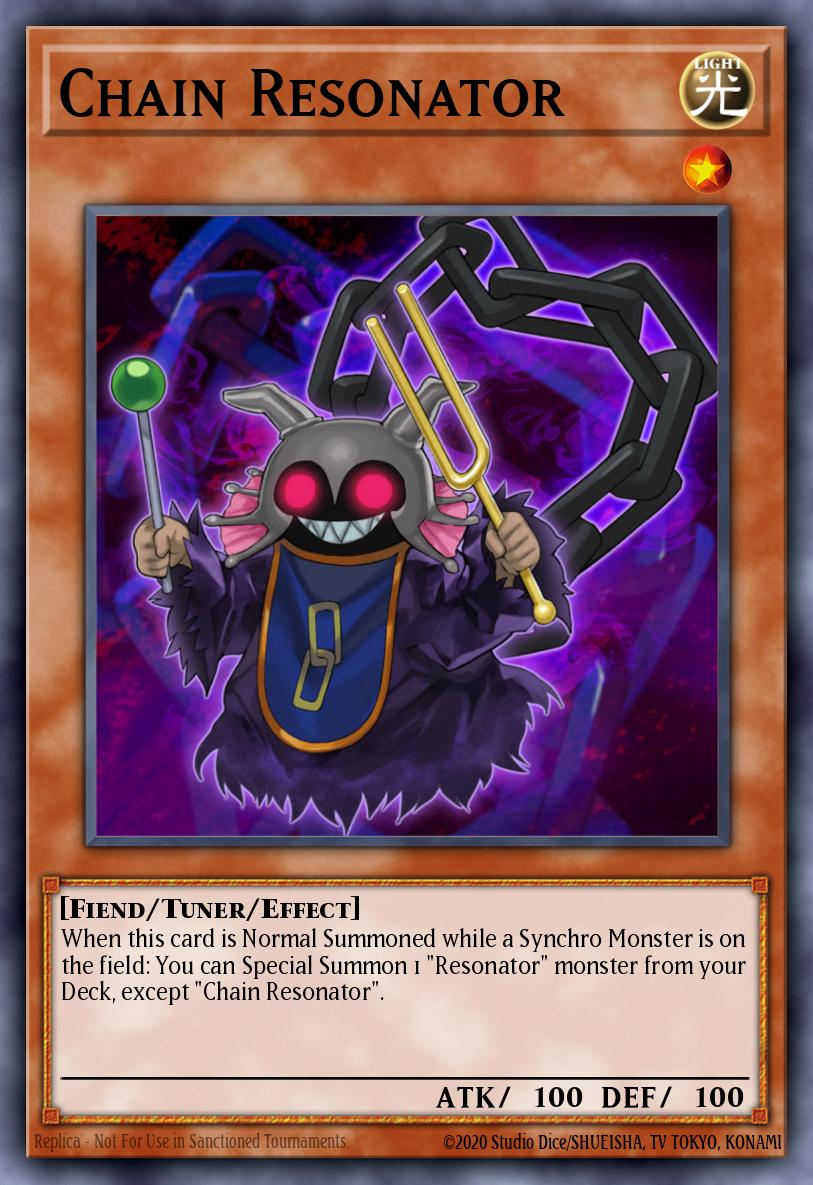 Chain Resonator
LIGHT
光
[Fiend/Tuner/Effect]
When this card is Normal Summoned while a Synchro Monster is on
the field: You can Special Summon 1 "Resonator" monster from your
Deck, except "Chain Resonator".
ATK/ 100 DEF/ 100
Replica - Not For Use in Sanctioned Tournaments.
©2020 Studio Dice/SHUEISHA, TV TOKYO, KONAMI